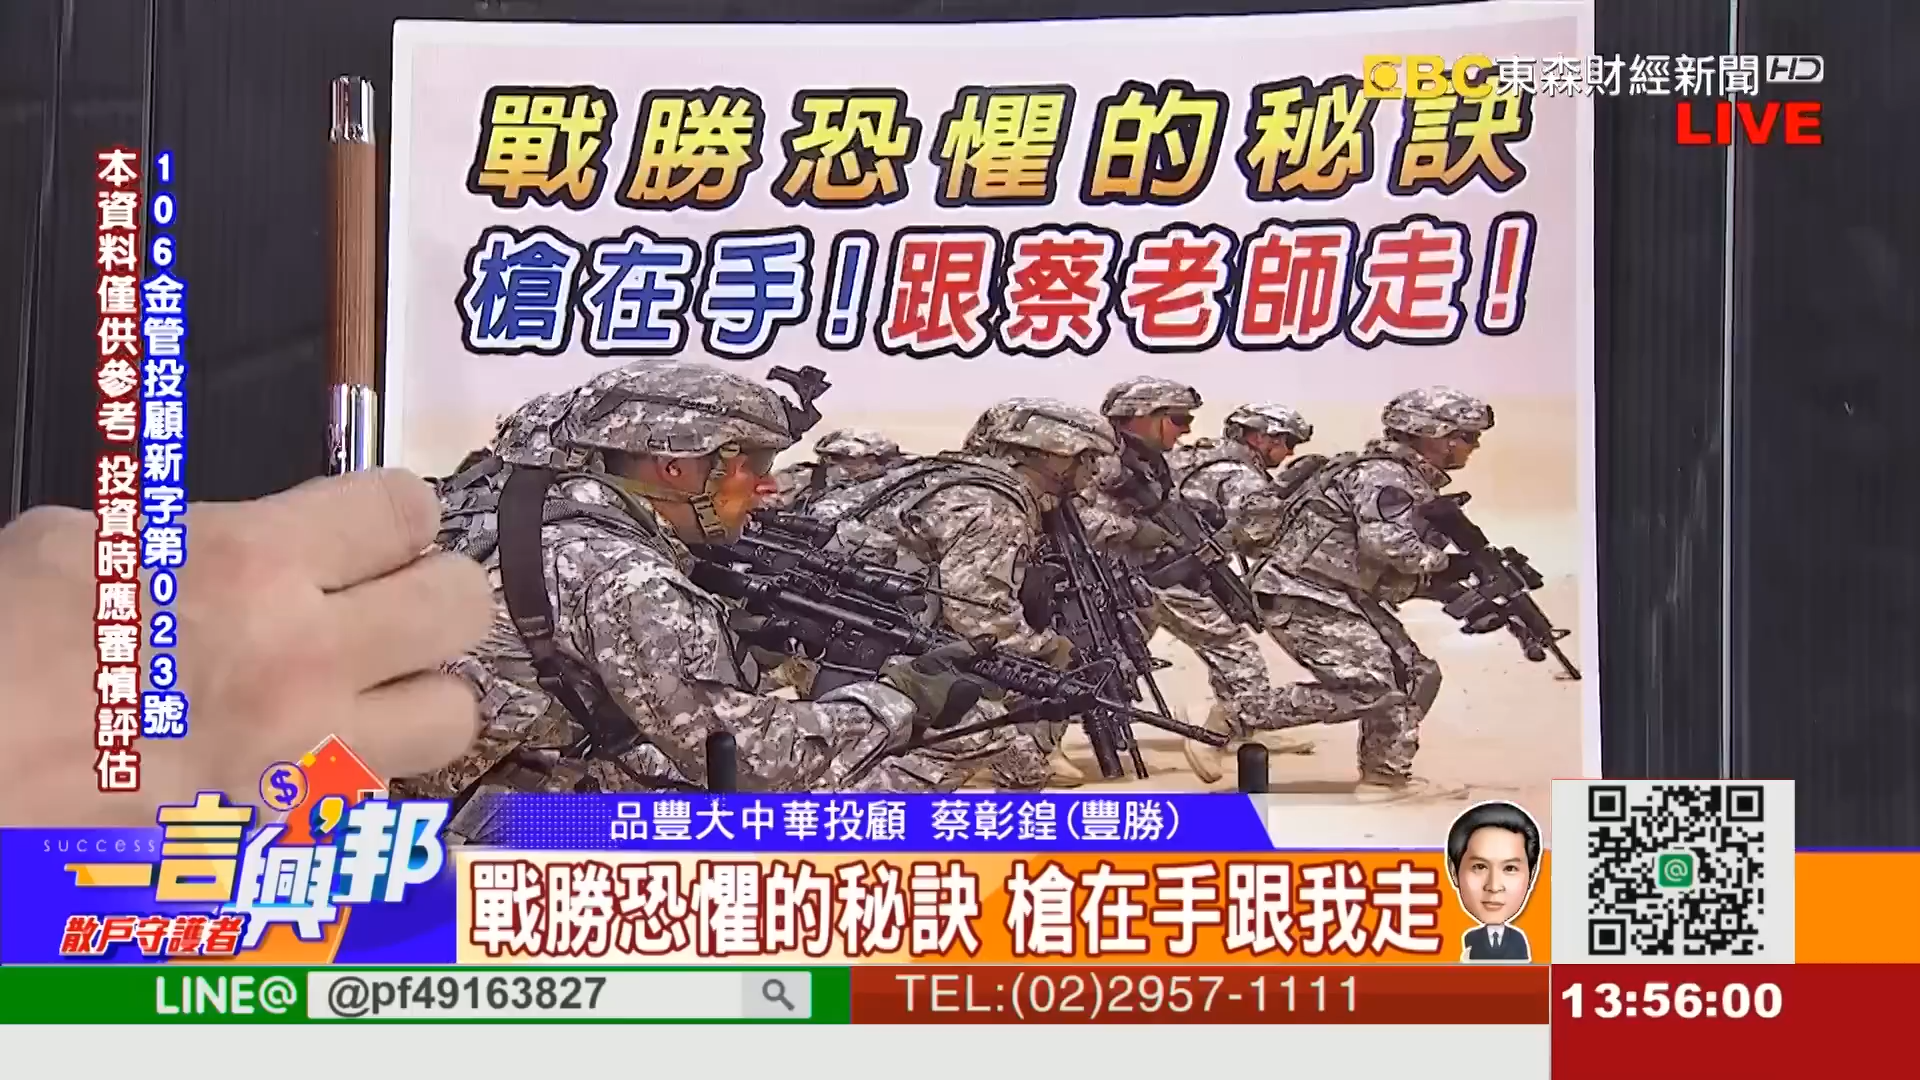 戰勝恐懼的秘訣
槍在手!跟蔡老師走!
EBC東森財經新聞HD
LIVE
106金管投顧新字第023號
本資料僅供參考 投資時應審慎評估
success
一言興邦
散戶守護者
品豐大中華投顧 蔡彰鍠(豐勝)
戰勝恐懼的秘訣 槍在手跟我走
LINE@ @pf49163827
TEL:(02)2957-1111
13:56:00